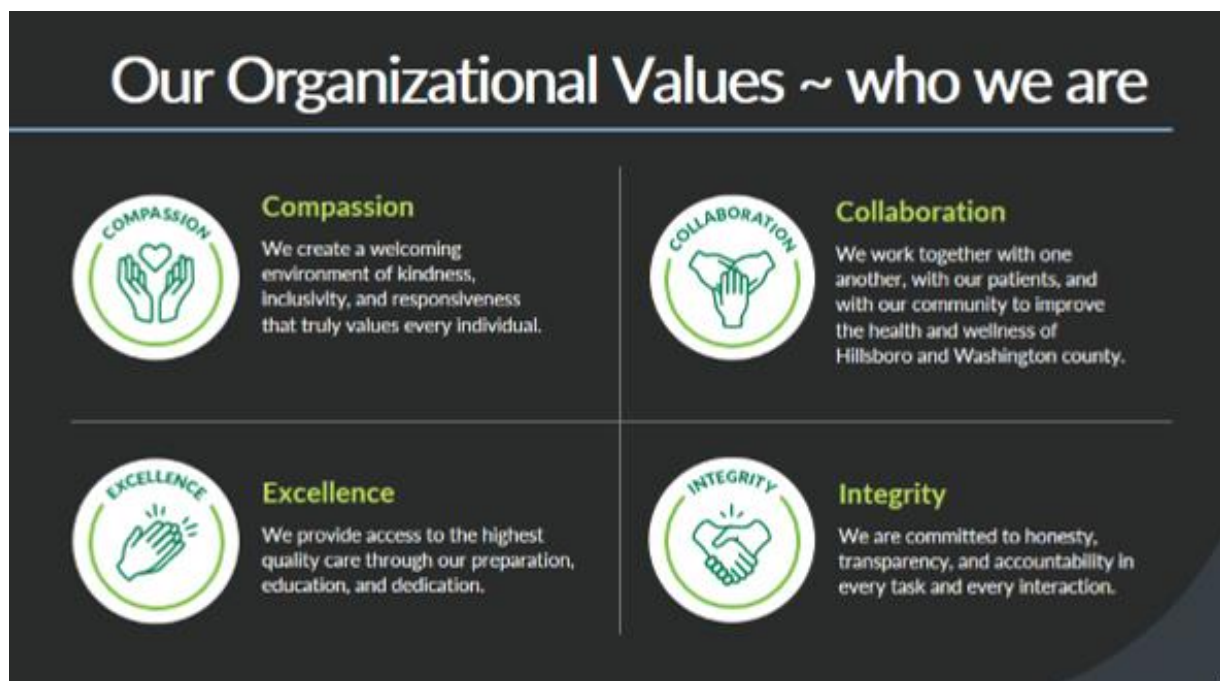 Our Organizational Values ~ who we are
COMPASSION
Compassion
We create a welcoming
environment of kindness,
inclusivity, and responsiveness
that truly values every individual.
COLLABORATION
Collaboration
We work together with one
another, with our patients, and
with our community to improve
the health and wellness of
Hillsboro and Washington county.
EXCELLENCE
Excellence
We provide access to the highest
quality care through our preparation,
education, and dedication.
INTEGRITY
Integrity
We are committed to honesty,
transparency, and accountability in
every task and every interaction.